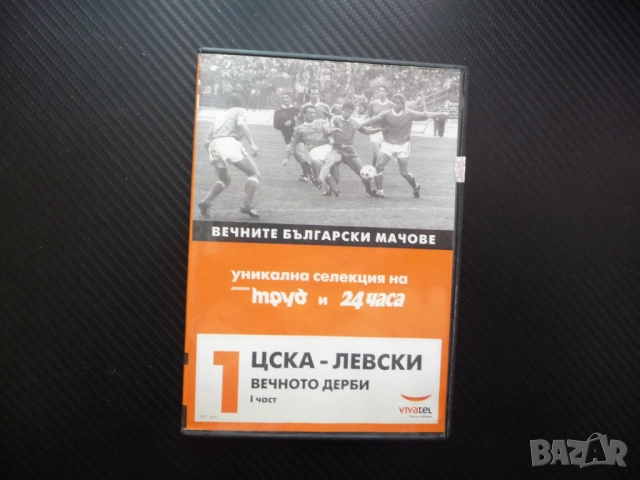 ВЕЧНИТЕ БЪЛГАРСКИ МАЧОВЕ
уникална селекция на
труд и 24 часа
1
ЦСКА - ЛЕВСКИ
ВЕЧНОТО ДЕРБИ
I част
vivatel
BAZAR